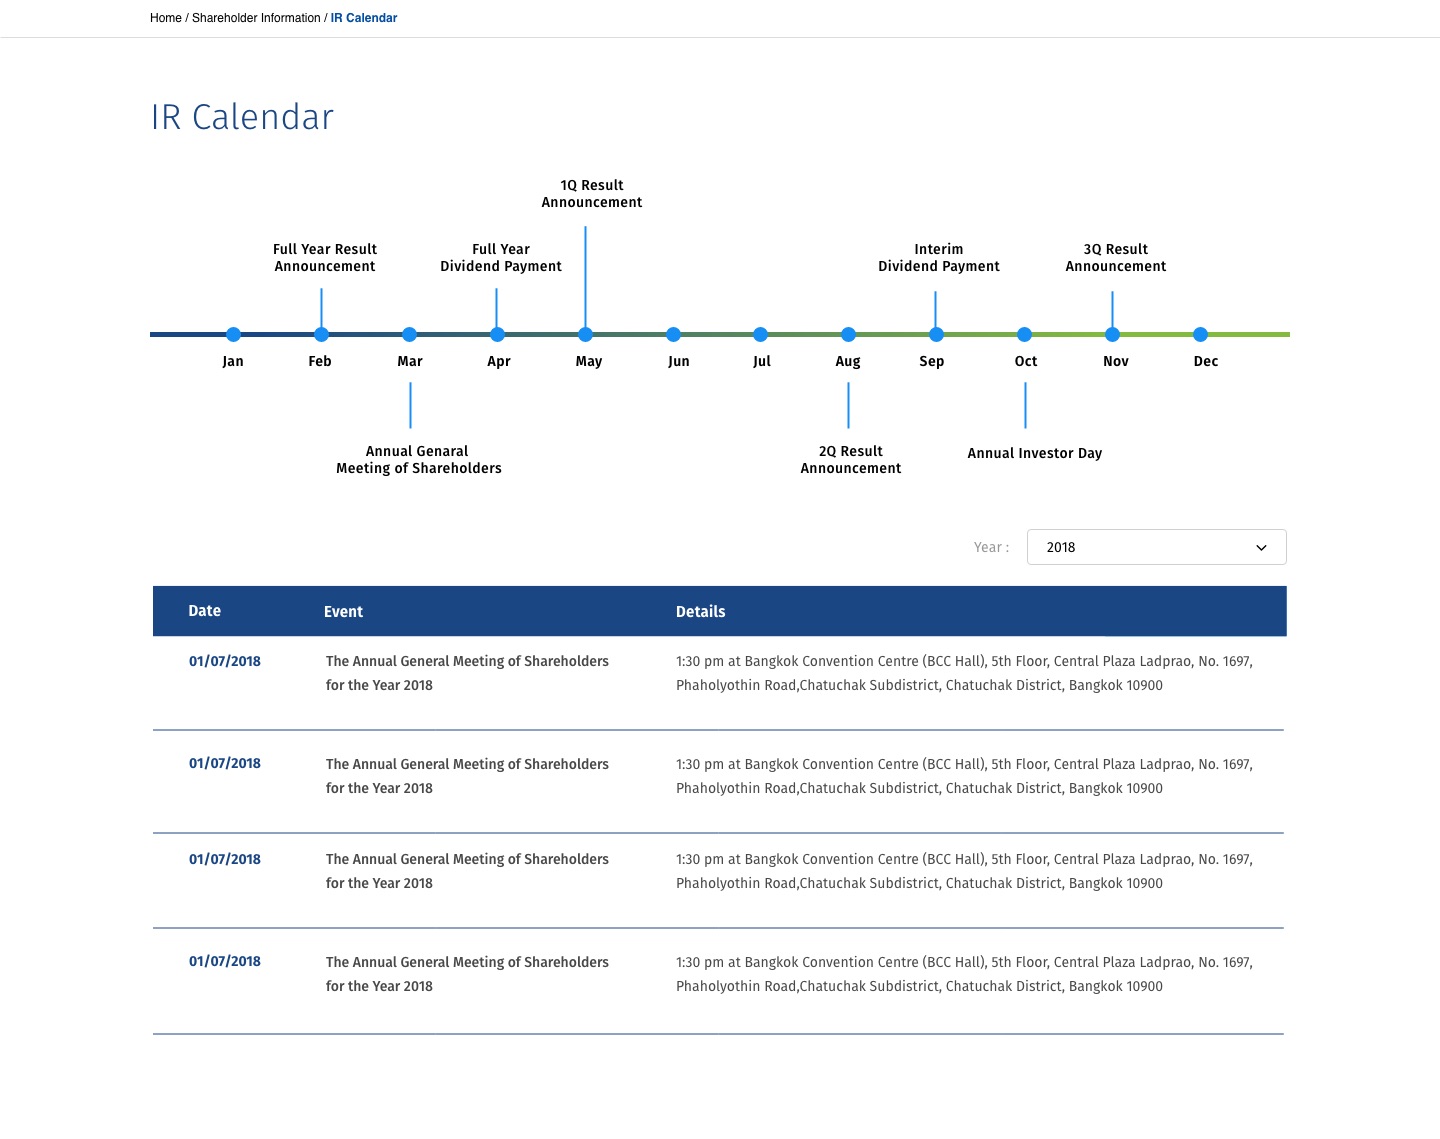 Home / Shareholder Information / IR Calendar
IR Calendar
1Q Result
Announcement
Full Year Result
Announcement
Full Year
Dividend Payment
Interim
Dividend Payment
3Q Result
Announcement
Jan Feb Mar Apr May Jun Jul Aug Sep Oct Nov Dec
Annual Genaral
Meeting of Shareholders
2Q Result
Announcement
Annual Investor Day
Year : 2018
Date Event Details
01/07/2018 The Annual General Meeting of Shareholders 1:30 pm at Bangkok Convention Centre (BCC Hall), 5th Floor, Central Plaza Ladprao, No. 1697,
for the Year 2018 Phaholyothin Road,Chatuchak Subdistrict, Chatuchak District, Bangkok 10900
01/07/2018 The Annual General Meeting of Shareholders 1:30 pm at Bangkok Convention Centre (BCC Hall), 5th Floor, Central Plaza Ladprao, No. 1697,
for the Year 2018 Phaholyothin Road,Chatuchak Subdistrict, Chatuchak District, Bangkok 10900
01/07/2018 The Annual General Meeting of Shareholders 1:30 pm at Bangkok Convention Centre (BCC Hall), 5th Floor, Central Plaza Ladprao, No. 1697,
for the Year 2018 Phaholyothin Road,Chatuchak Subdistrict, Chatuchak District, Bangkok 10900
01/07/2018 The Annual General Meeting of Shareholders 1:30 pm at Bangkok Convention Centre (BCC Hall), 5th Floor, Central Plaza Ladprao, No. 1697,
for the Year 2018 Phaholyothin Road,Chatuchak Subdistrict, Chatuchak District, Bangkok 10900